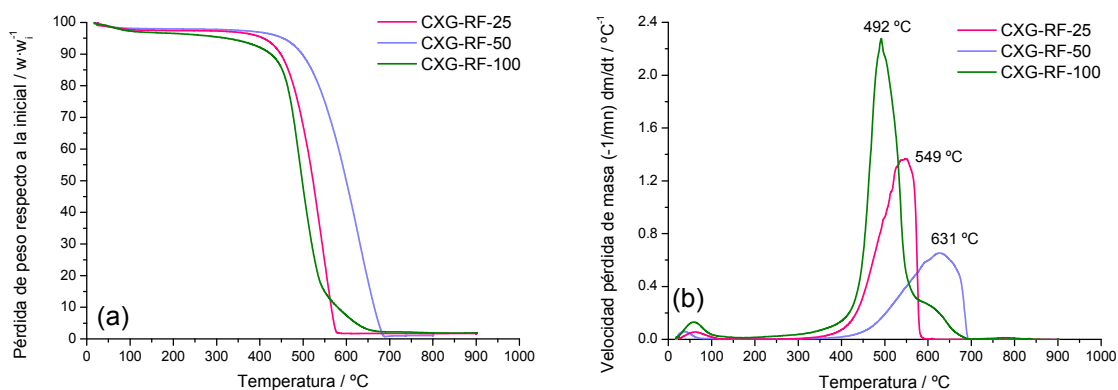 CXG-RF-25
CXG-RF-50
CXG-RF-100
Pérdida de peso respecto a la inicial / w·w_i^-1
100
90
80
70
60
50
40
30
20
10
0
(a)
0 100 200 300 400 500 600 700 800 900 1000
Temperatura / ºC
492 ºC
CXG-RF-25
CXG-RF-50
CXG-RF-100
549 ºC
631 ºC
Velocidad pérdida de masa (-1/mn) dm/dt / ºC^-1
2.4
2.0
1.6
1.2
0.8
0.4
0.0
(b)
0 100 200 300 400 500 600 700 800 900 1000
Temperatura / ºC